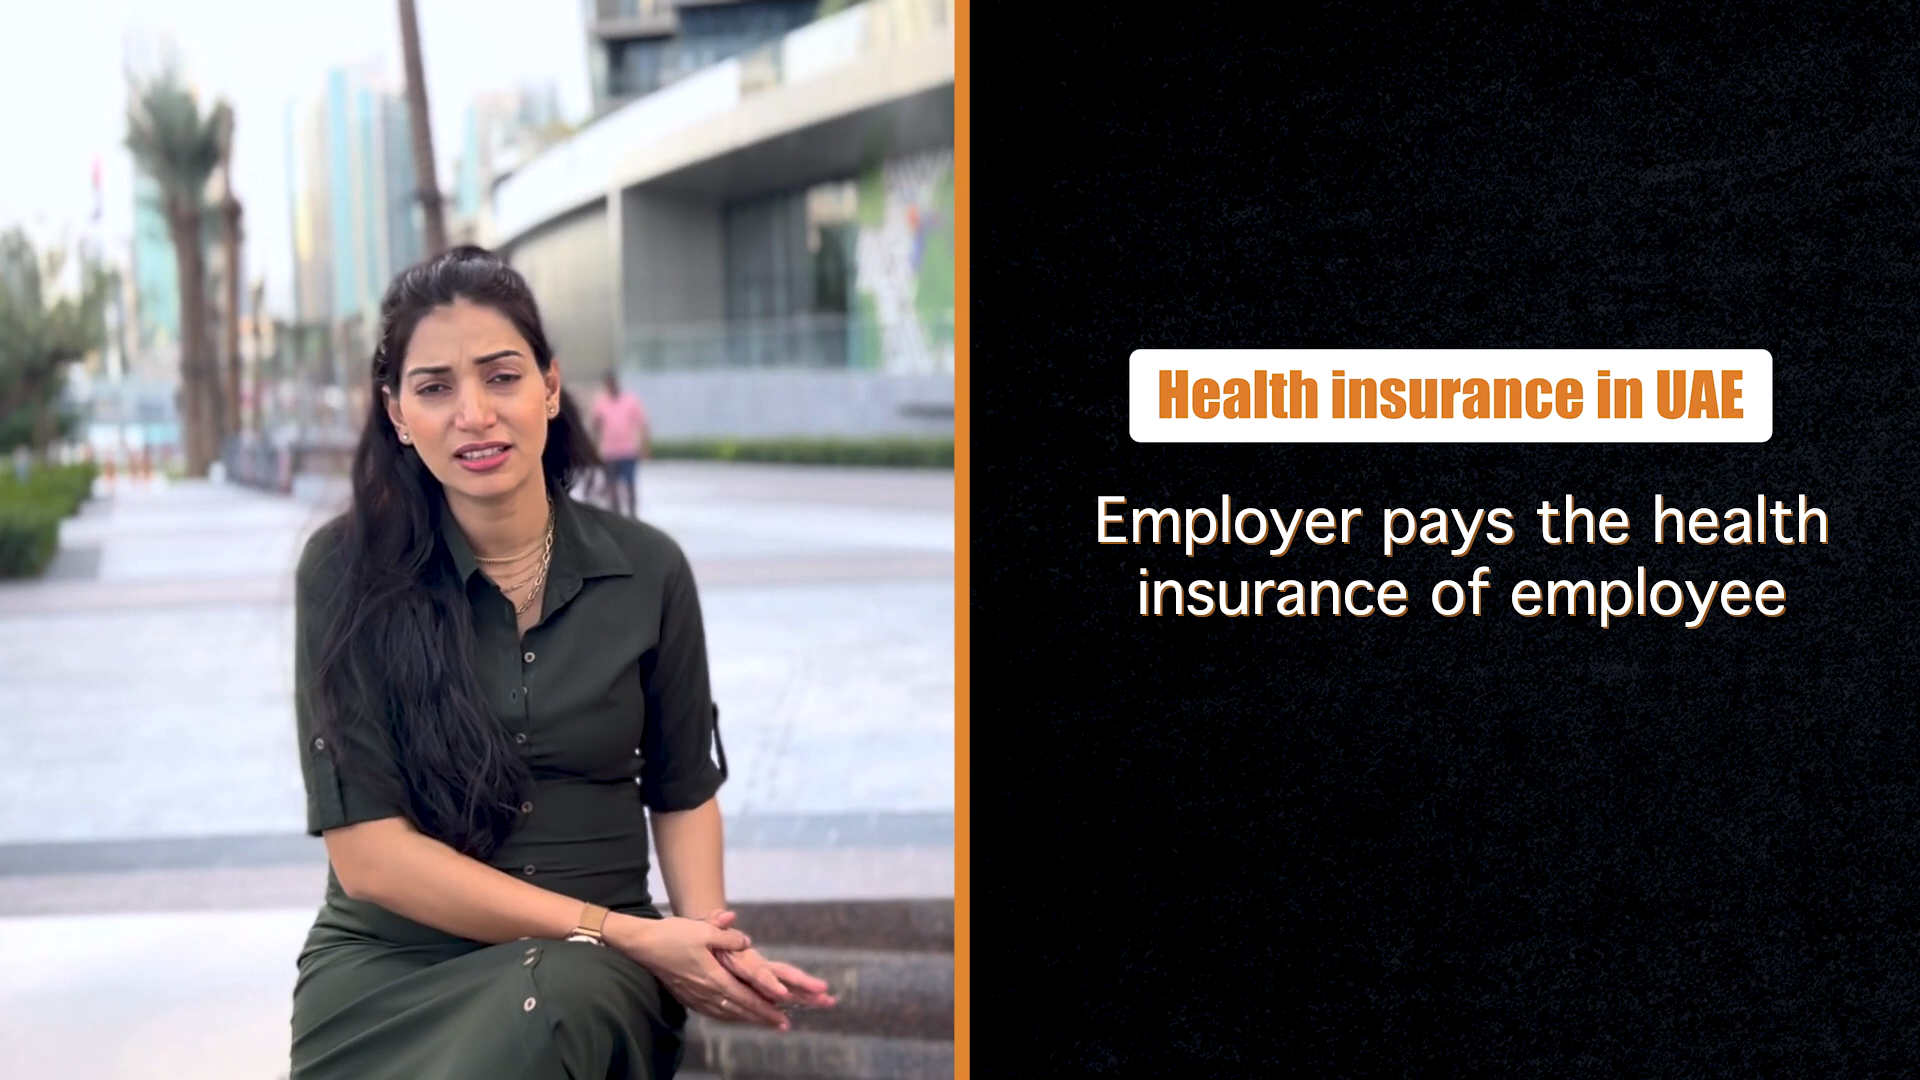 Health insurance in UAE
Employer pays the health
insurance of employee